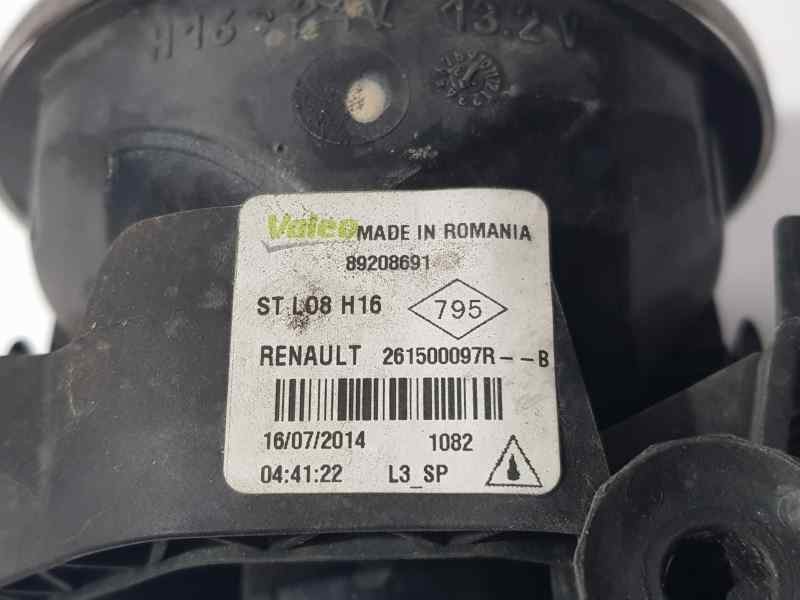 H16 - 21W 13.2V
Valeo MADE IN ROMANIA
89208691
ST L08 H16 795
RENAULT 261500097R--B
16/07/2014 1082
04:41:22 L3_SP